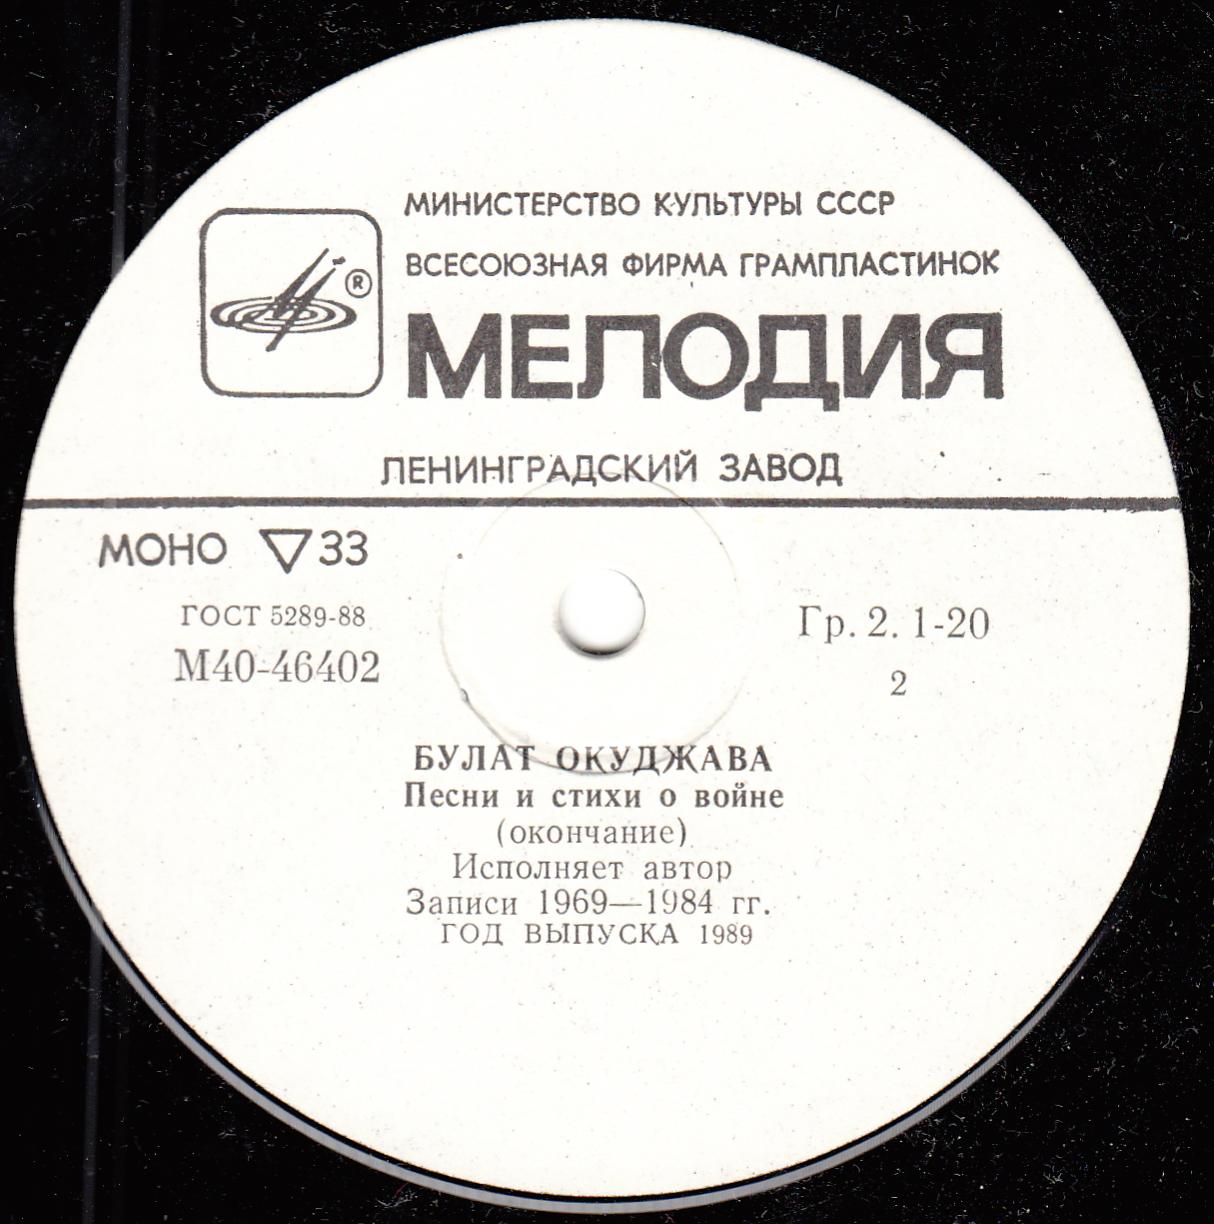 МИНИСТЕРСТВО КУЛЬТУРЫ СССР
ВСЕСОЮЗНАЯ ФИРМА ГРАМПЛАСТИНОК
®
МЕЛОДИЯ
ЛЕНИНГРАДСКИЙ ЗАВОД
МОНО ▽33
ГОСТ 5289-88
Гр. 2. 1-20
М40-46402
2
БУЛАТ ОКУДЖАВА
Песни и стихи о войне
(окончание)
Исполняет автор
Записи 1969—1984 гг.
ГОД ВЫПУСКА 1989